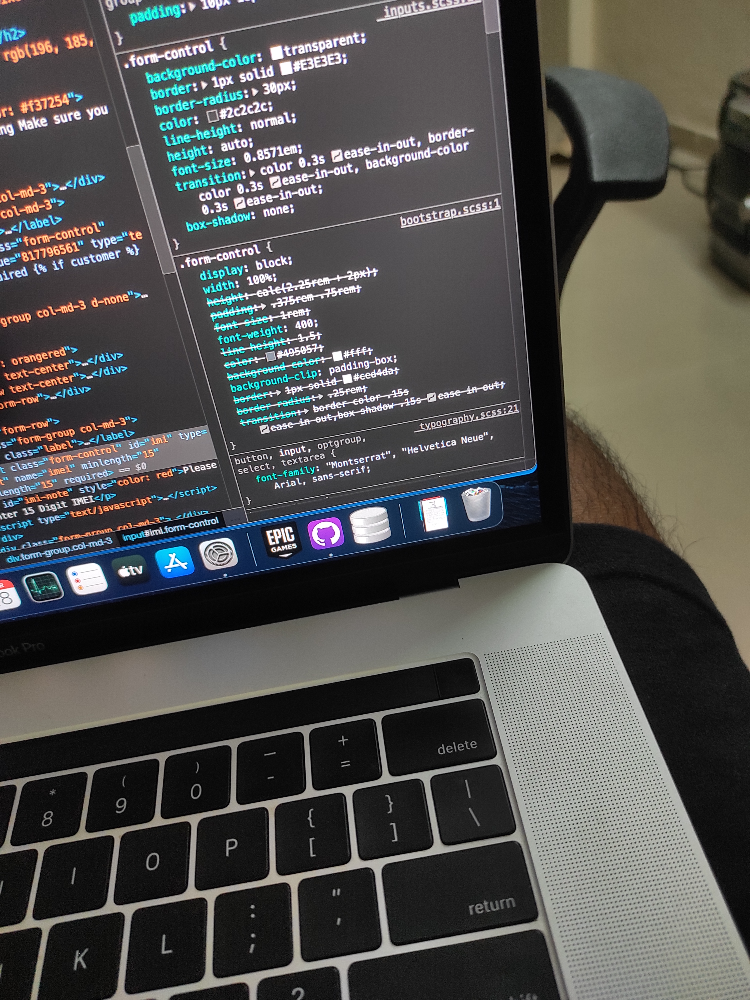 /h2>
rgb(196, 185,
r: #f37254">
ng Make sure you
col-md-3">…</div>
col-md-3">
</label>
ss="form-control"
ue="817796561" type="te
uired {% if customer %}
group col-md-3 d-none">…
: orangered">
text-center">…</div>
w text-center">…</div>
orm-row">…</div>
form-row">
="form-group col-md-3">
class="label">…</label>
t class="form-control" id="imi" type=
" name="imei" minlength="15"
length="15" required> == $0
id="imi-note" style="color: red">Please
nter 15 Digit IMEI</p>
script type="text/javascript">…</script>
div.form-group.col-md-3 input#imi.form-control
group
padding:
}
inputs.scss
.form-control {
background-color: transparent;
border: 1px solid #E3E3E3;
border-radius: 30px;
color: #2c2c2c;
line-height: normal;
height: auto;
font-size: 0.8571em;
transition: color 0.3s ease-in-out, border-
color 0.3s ease-in-out, background-color
0.3s ease-in-out;
box-shadow: none;
}
bootstrap.scss:1
.form-control {
display: block;
width: 100%;
height: calc(2.25rem + 2px);
padding: .375rem .75rem;
font-size: 1rem;
font-weight: 400;
line-height: 1.5;
color: #495057;
background-color: #fff;
background-clip: padding-box;
border: 1px solid #ced4da;
border-radius: .25rem;
transition: border-color .15s ease-in-out,
ease-in-out,box-shadow .15s
}
_typography.scss:21
button, input, optgroup,
select, textarea {
font-family: "Montserrat", "Helvetica Neue",
Arial, sans-serif;
}
8
tv
EPIC
GAMES
ook Pro
* 8
( 9
) 0
_ -
+ =
delete
I
O
P
{ [
} ]
| \
K
L
: ;
" '
return
?